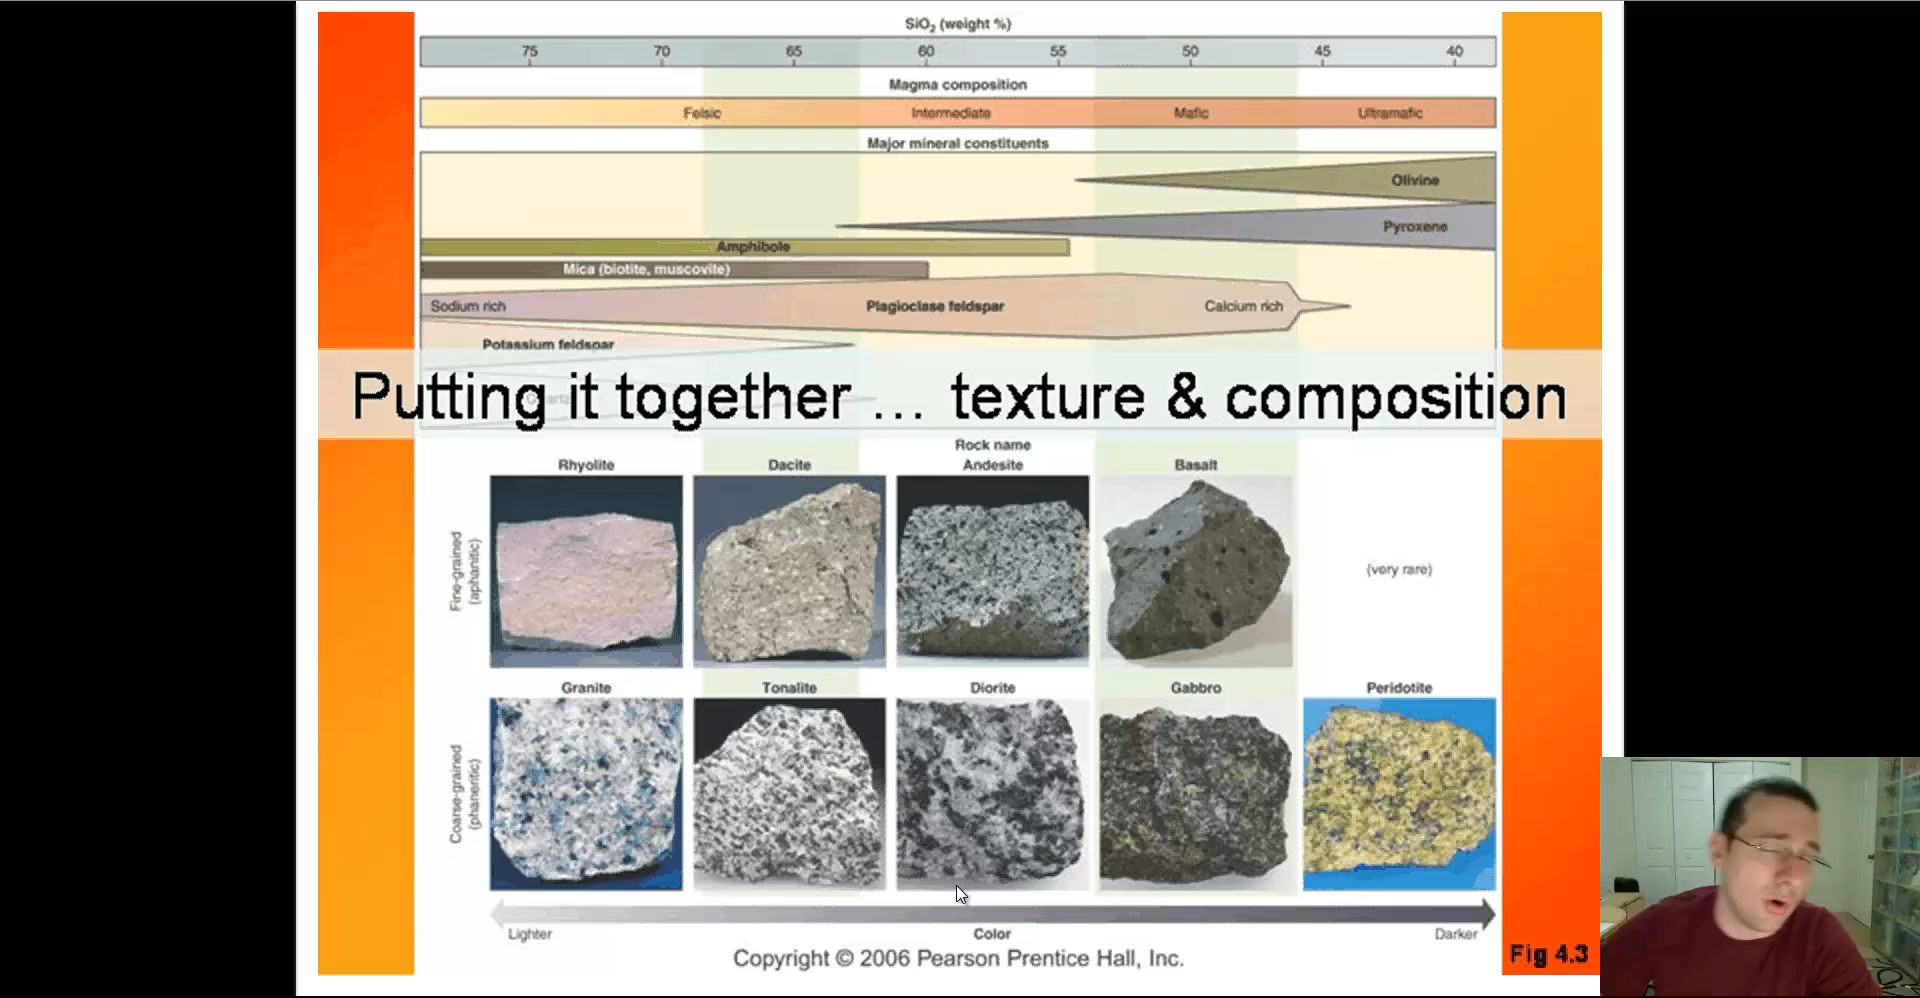 SiO2 (weight %)
75 70 65 60 55 50 45 40
Magma composition
Felsic Intermediate Mafic Ultramafic
Major mineral constituents
Olivine
Pyroxene
Amphibole
Mica (biotite, muscovite)
Sodium rich Plagioclase feldspar Calcium rich
Potassium feldspar
Quartz
Putting it together ... texture & composition
Rock name
Rhyolite Dacite Andesite Basalt
Fine-grained
(aphanitic)
(very rare)
Granite Tonalite Diorite Gabbro Peridotite
Coarse-grained
(phaneritic)
Lighter Color Darker
Copyright © 2006 Pearson Prentice Hall, Inc.
Fig 4.3